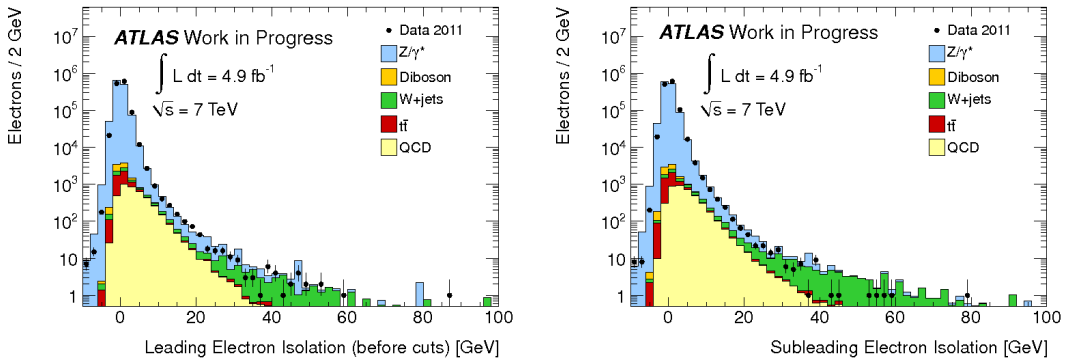 Electrons / 2 GeV
10⁷
10⁶
10⁵
10⁴
10³
10²
10
1
ATLAS Work in Progress
∫ L dt = 4.9 fb⁻¹
√s = 7 TeV
Data 2011
Z/γ*
Diboson
W+jets
tt̄
QCD
0 20 40 60 80 100
Leading Electron Isolation (before cuts) [GeV]
Electrons / 2 GeV
10⁷
10⁶
10⁵
10⁴
10³
10²
10
1
ATLAS Work in Progress
∫ L dt = 4.9 fb⁻¹
√s = 7 TeV
Data 2011
Z/γ*
Diboson
W+jets
tt̄
QCD
0 20 40 60 80 100
Subleading Electron Isolation [GeV]